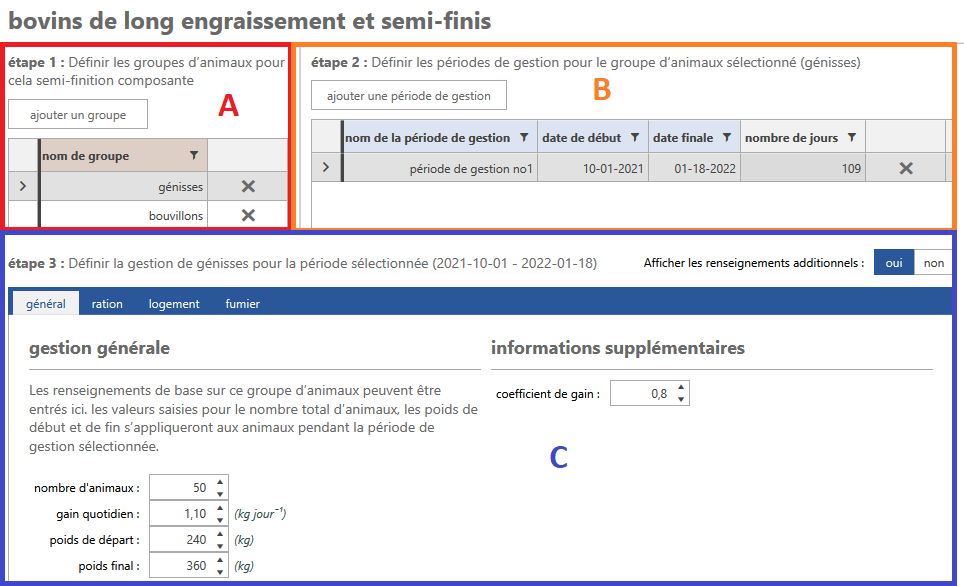 bovins de long engraissement et semi-finis
étape 1 : Définir les groupes d'animaux pour
cela semi-finition composante
A
ajouter un groupe
nom de groupe
génisses
bouvillons
étape 2 : Définir les périodes de gestion pour le groupe d'animaux sélectionné (génisses)
B
ajouter une période de gestion
nom de la période de gestion date de début date finale nombre de jours
période de gestion no1 10-01-2021 01-18-2022 109
étape 3 : Définir la gestion de génisses pour la période sélectionnée (2021-10-01 - 2022-01-18) Afficher les renseignements additionnels : oui non
général ration logement fumier
gestion générale
Les renseignements de base sur ce groupe d'animaux peuvent être
entrés ici. les valeurs saisies pour le nombre total d'animaux, les poids de
début et de fin s'appliqueront aux animaux pendant la période de
gestion sélectionnée.
nombre d'animaux : 50
gain quotidien : 1,10 (kg jour⁻¹)
poids de départ : 240 (kg)
poids final : 360 (kg)
informations supplémentaires
coefficient de gain : 0,8
C